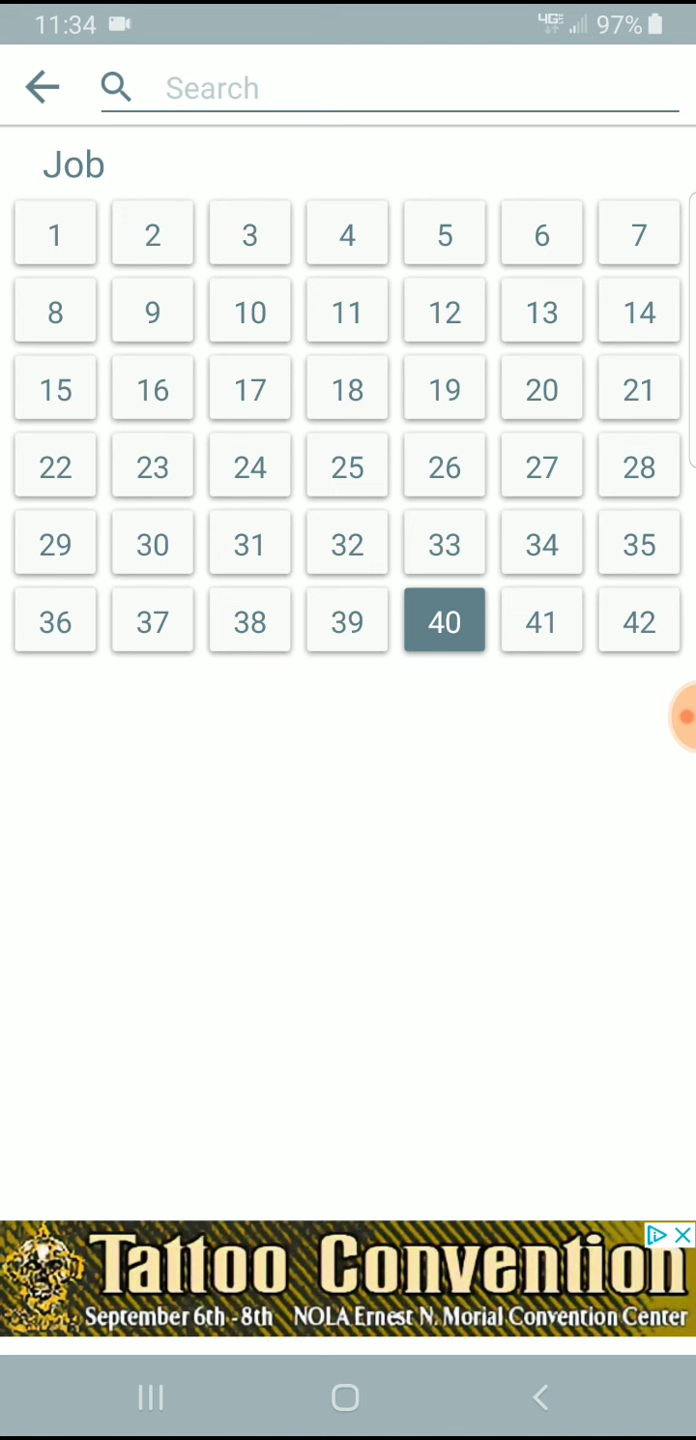 11:34 4GE 97%
Search
Job
1 2 3 4 5 6 7
8 9 10 11 12 13 14
15 16 17 18 19 20 21
22 23 24 25 26 27 28
29 30 31 32 33 34 35
36 37 38 39 40 41 42
Tattoo Convention
September 6th - 8th NOLA Ernest N. Morial Convention Center